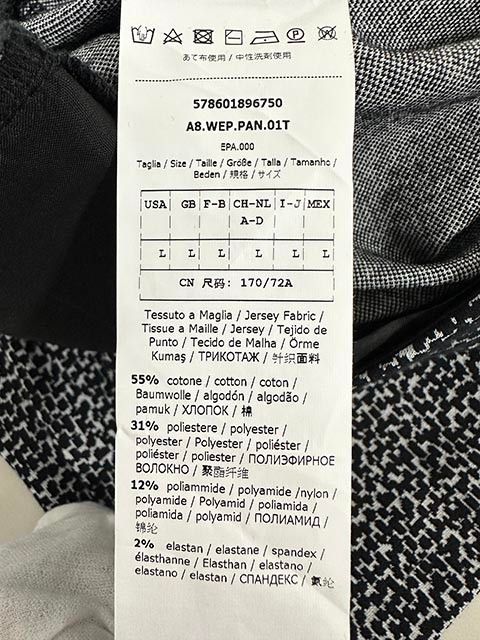 あて布使用 / 中性洗剤使用
578601896750
A8.WEP.PAN.01T
EPA.000
Taglia / Size / Taille / Größe / Talla / Tamanho /
Beden / 規格 / サイズ
USA GB F-B CH-NL I-J MEX
A-D
L L L L L L
CN 尺码: 170/72A
Tessuto a Maglia / Jersey Fabric /
Tissue a Maille / Jersey / Tejido de
Punto / Tecido de Malha / Örme
Kumaş / ТРИКОТАЖ / 针织面料
55% cotone / cotton / coton /
Baumwolle / algodón / algodão /
pamuk / ХЛОПОК / 棉
31% poliestere / polyester /
polyester / Polyester / poliéster /
poliéster / poliester / ПОЛИЭФИРНОЕ
ВОЛОКНО / 聚酯纤维
12% poliammide / polyamide /nylon /
polyamide / Polyamid / poliamida /
poliamida / polyamid / ПОЛИАМИД /
锦纶
2% elastan / elastane / spandex /
élasthanne / Elasthan / elastano /
elastano / elastan / СПАНДЕКС / 氨纶